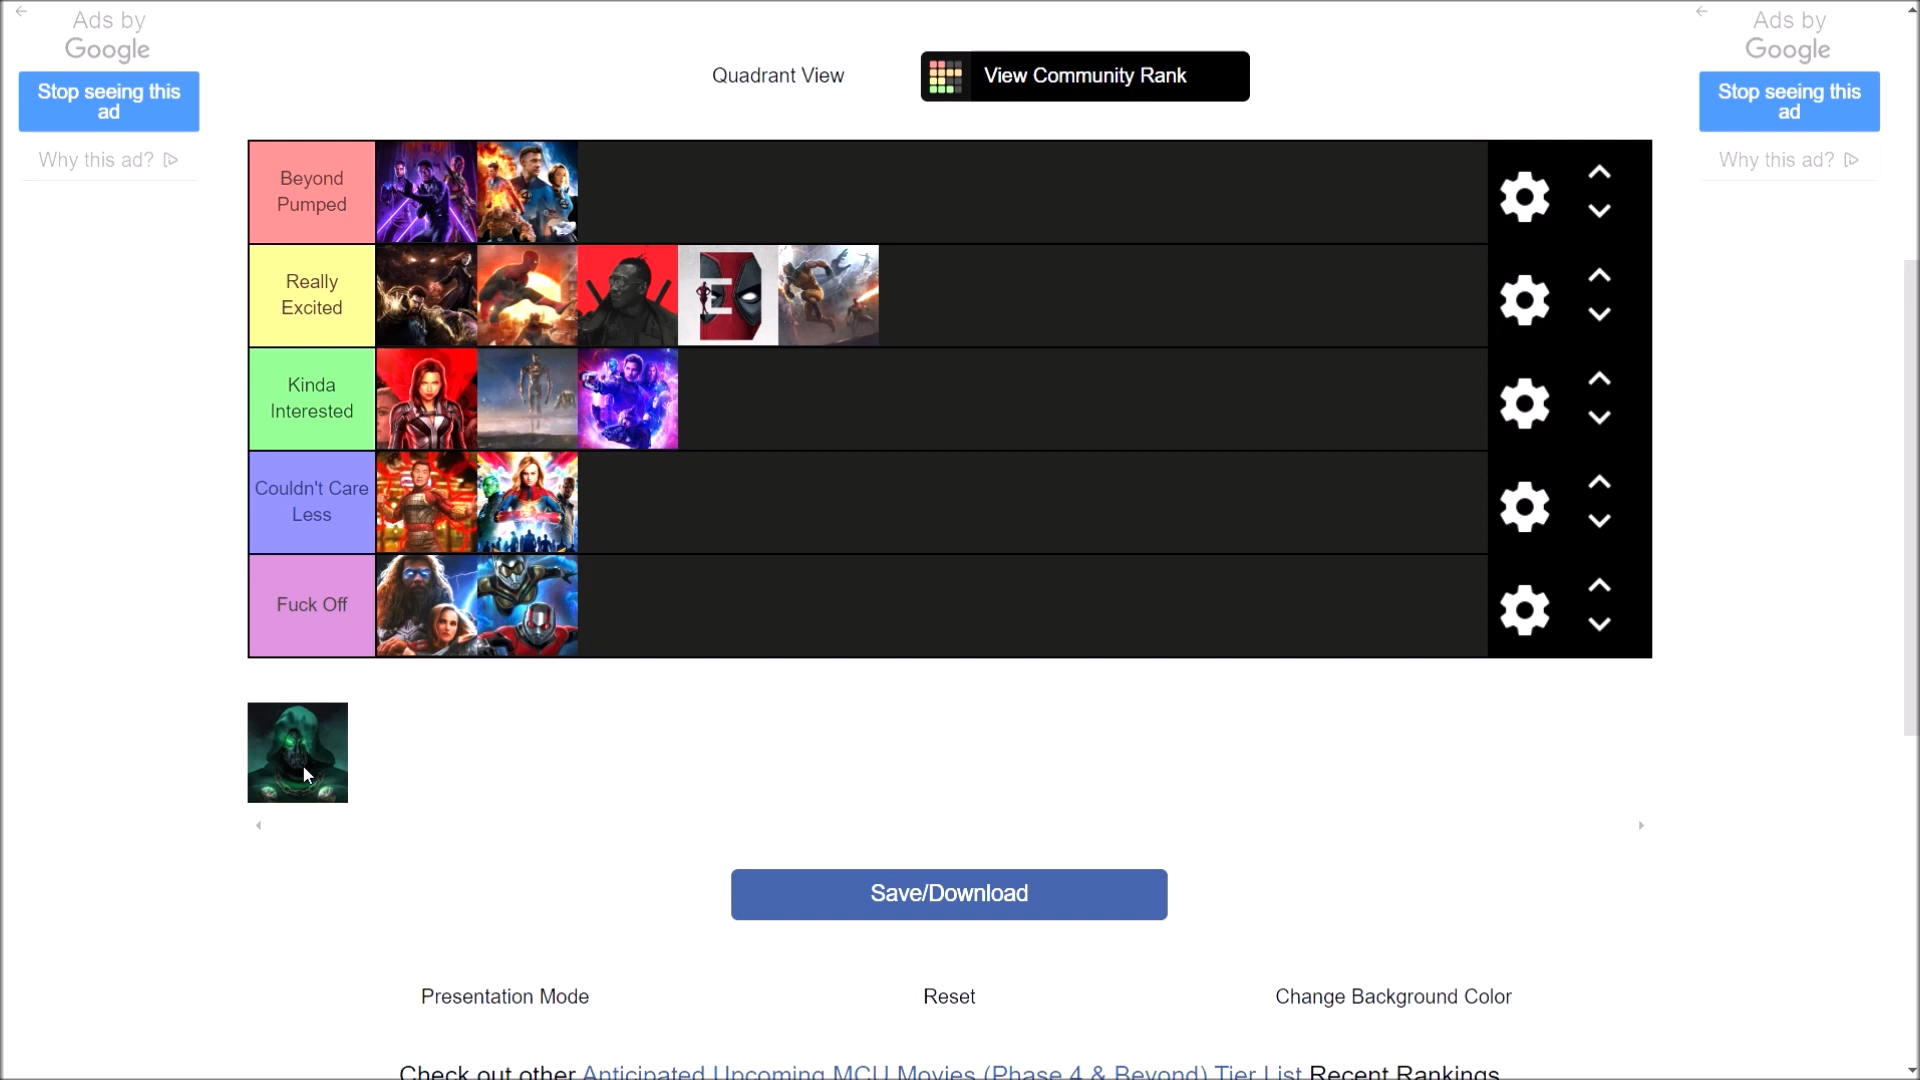 Ads by
Google
Stop seeing this
ad
Why this ad?
Quadrant View
View Community Rank
Ads by
Google
Stop seeing this
ad
Why this ad?
Beyond
Pumped
Really
Excited
Kinda
Interested
Couldn't Care
Less
Fuck Off
Save/Download
Presentation Mode
Reset
Change Background Color
Check out other Anticipated Upcoming MCU Movies (Phase 4 & Beyond) Tier List Recent Rankings